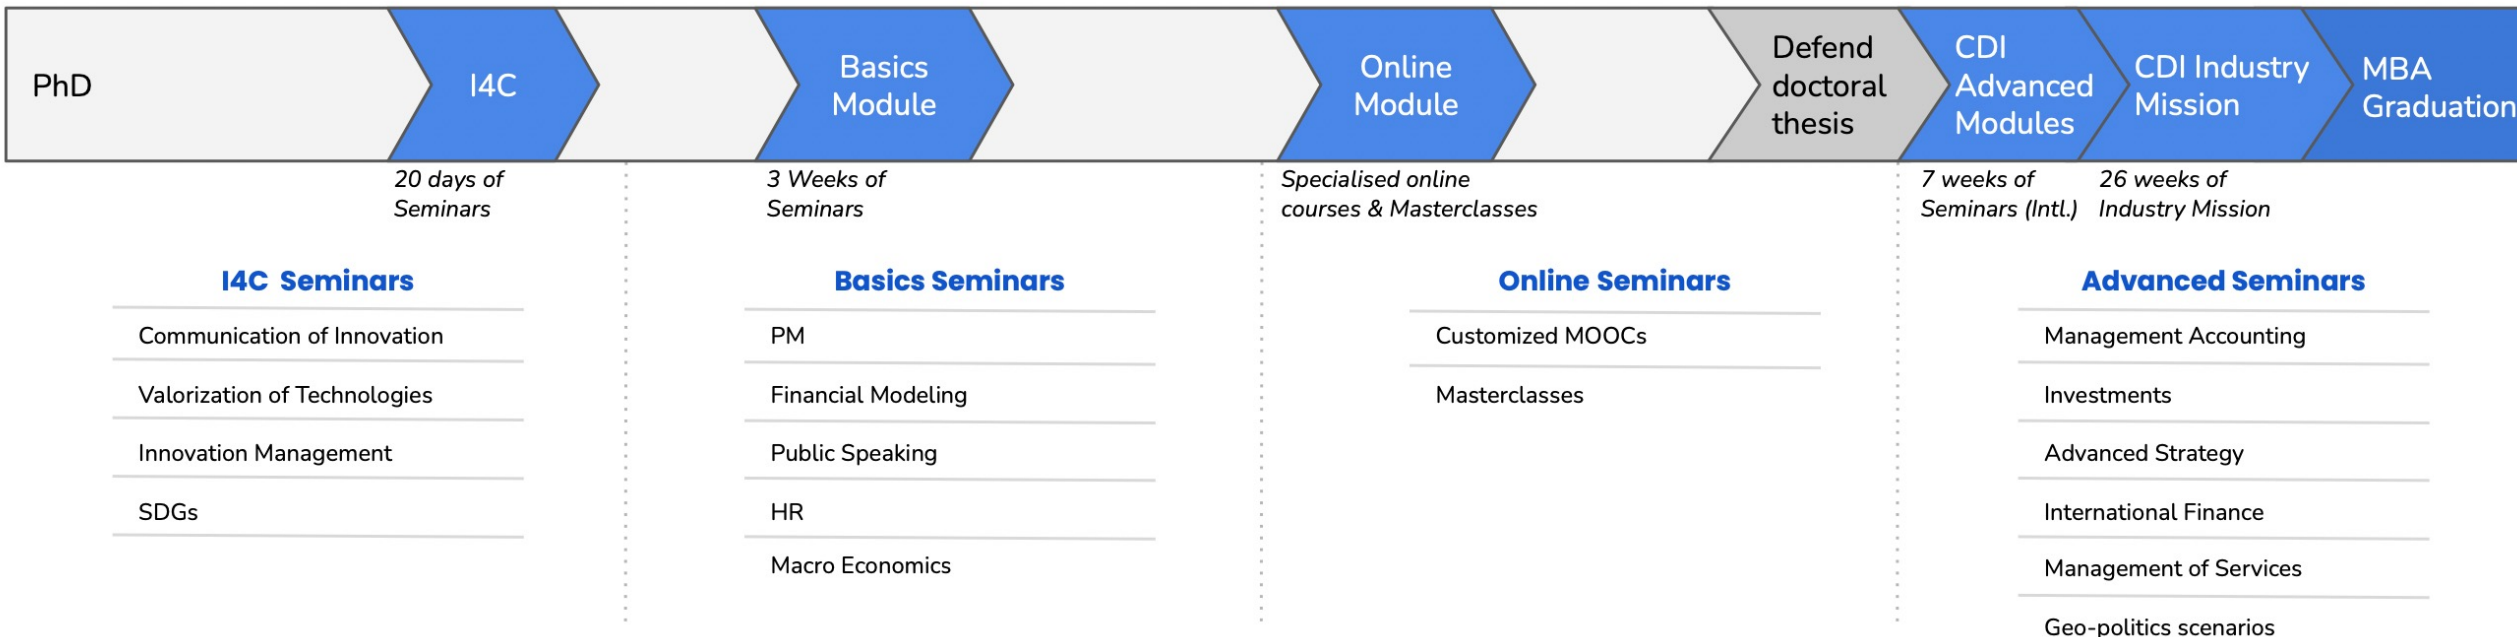 PhD
I4C
Basics
Module
Online
Module
Defend
doctoral
thesis
CDI
Advanced
Modules
CDI Industry
Mission
MBA
Graduation
20 days of
Seminars
3 Weeks of
Seminars
Specialised online
courses & Masterclasses
7 weeks of
Seminars (Intl.)
26 weeks of
Industry Mission
I4C Seminars
Communication of Innovation
Valorization of Technologies
Innovation Management
SDGs
Basics Seminars
PM
Financial Modeling
Public Speaking
HR
Macro Economics
Online Seminars
Customized MOOCs
Masterclasses
Advanced Seminars
Management Accounting
Investments
Advanced Strategy
International Finance
Management of Services
Geo-politics scenarios